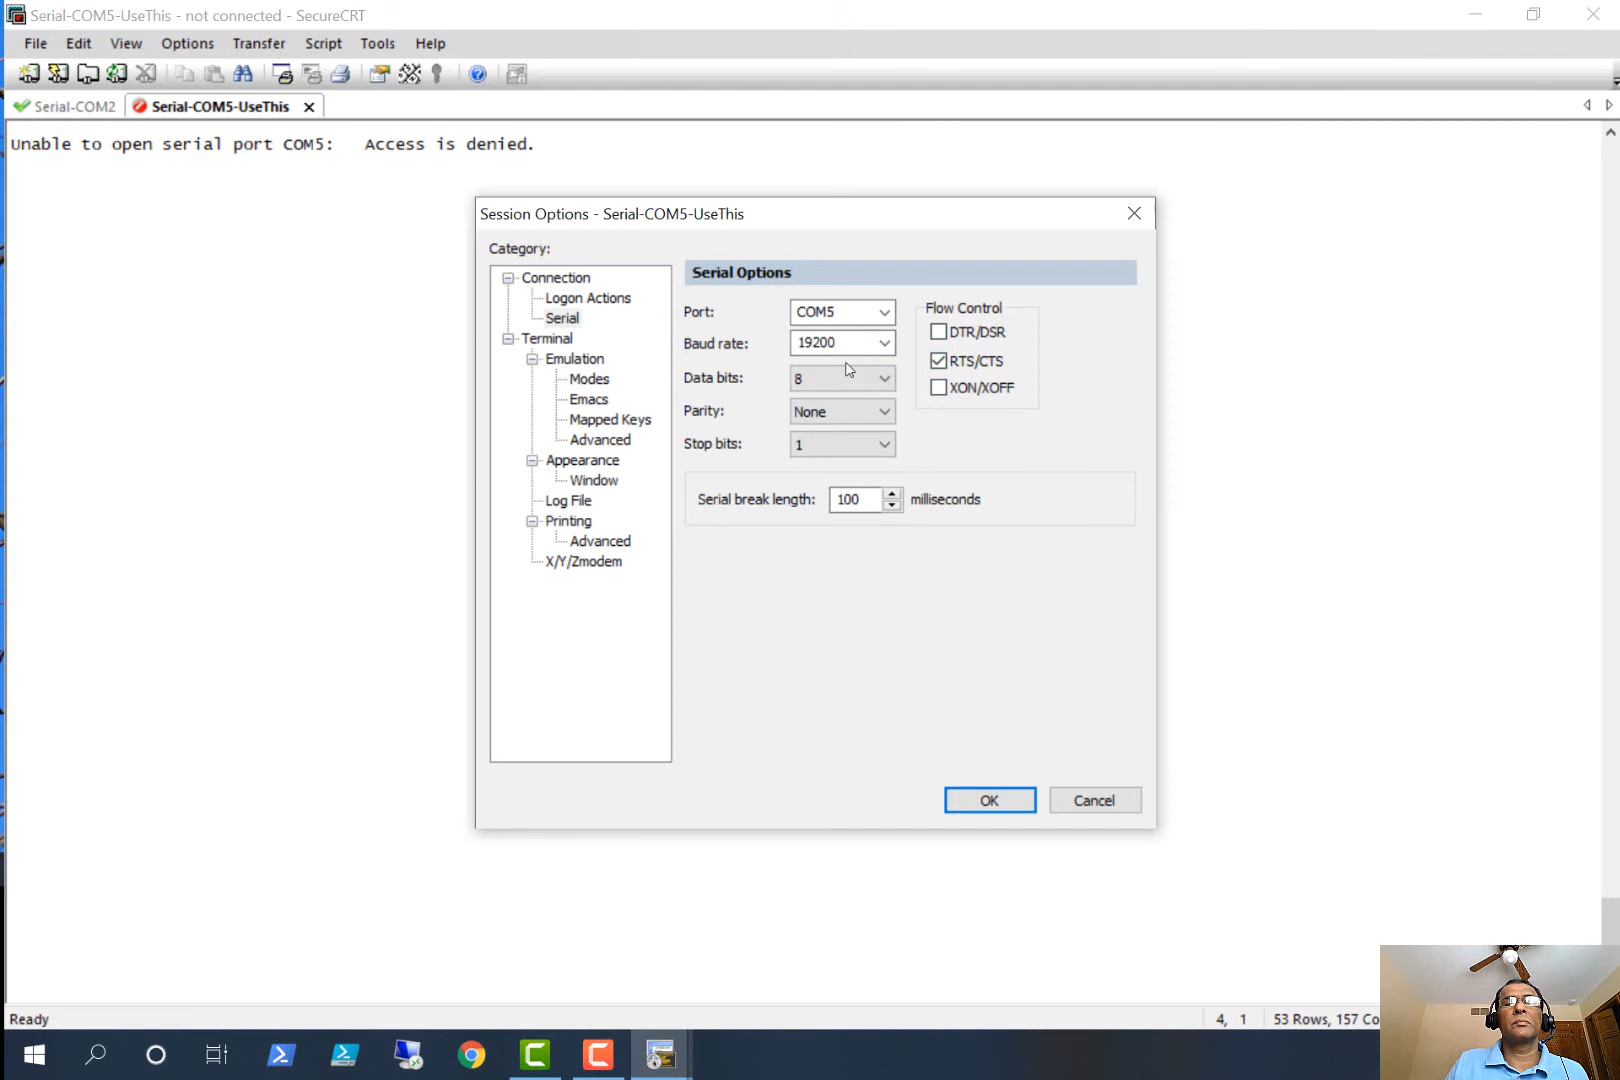 Serial-COM5-UseThis - not connected - SecureCRT
File Edit View Options Transfer Script Tools Help
Serial-COM2 Serial-COM5-UseThis
Unable to open serial port COM5: Access is denied.
Session Options - Serial-COM5-UseThis
Category:
Connection
Logon Actions
Serial
Terminal
Emulation
Modes
Emacs
Mapped Keys
Advanced
Appearance
Window
Log File
Printing
Advanced
X/Y/Zmodem
Serial Options
Port: COM5
Baud rate: 19200
Data bits: 8
Parity: None
Stop bits: 1
Flow Control
DTR/DSR
RTS/CTS
XON/XOFF
Serial break length: 100 milliseconds
OK Cancel
Ready 4, 1 53 Rows, 157 Co